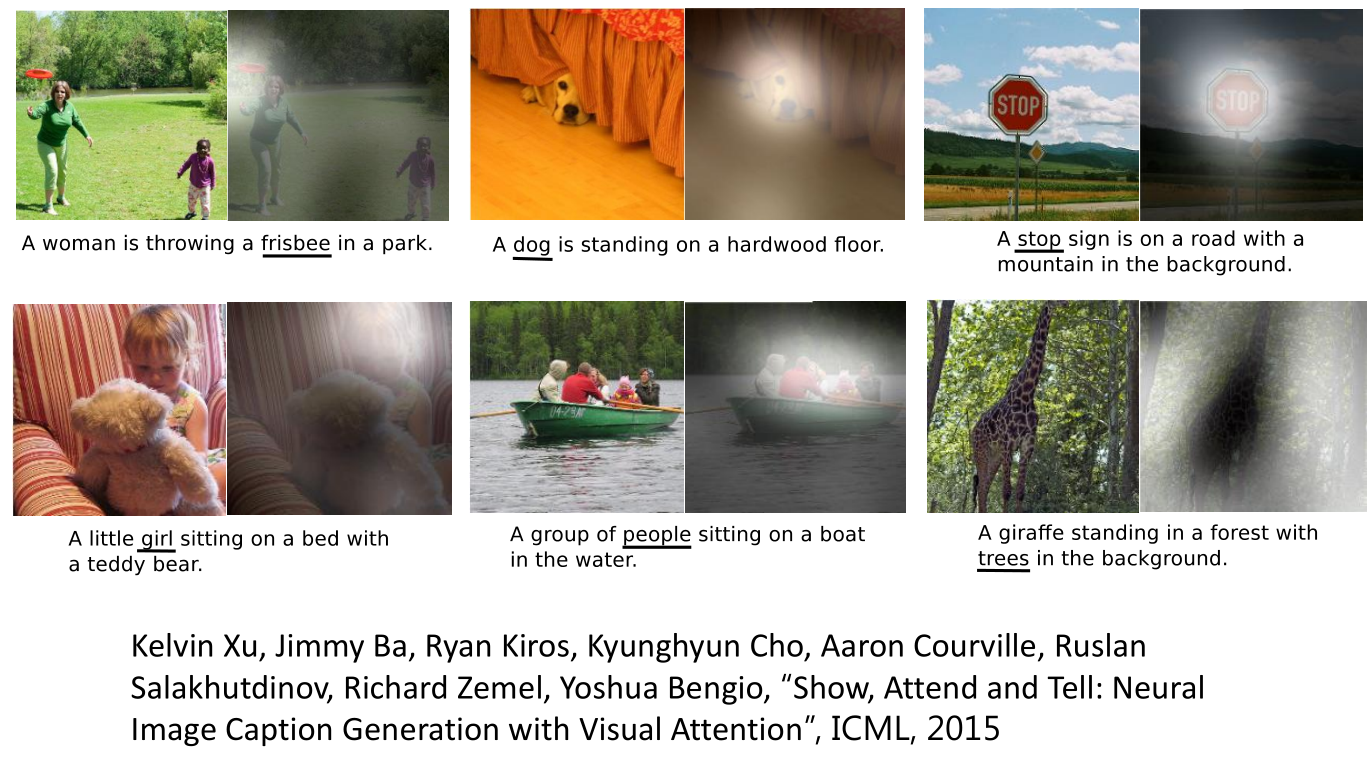 STOP
STOP
A woman is throwing a frisbee in a park.
A dog is standing on a hardwood floor.
A stop sign is on a road with a
mountain in the background.
04-28
A little girl sitting on a bed with
a teddy bear.
A group of people sitting on a boat
in the water.
A giraffe standing in a forest with
trees in the background.
Kelvin Xu, Jimmy Ba, Ryan Kiros, Kyunghyun Cho, Aaron Courville, Ruslan
Salakhutdinov, Richard Zemel, Yoshua Bengio, “Show, Attend and Tell: Neural
Image Caption Generation with Visual Attention“, ICML, 2015